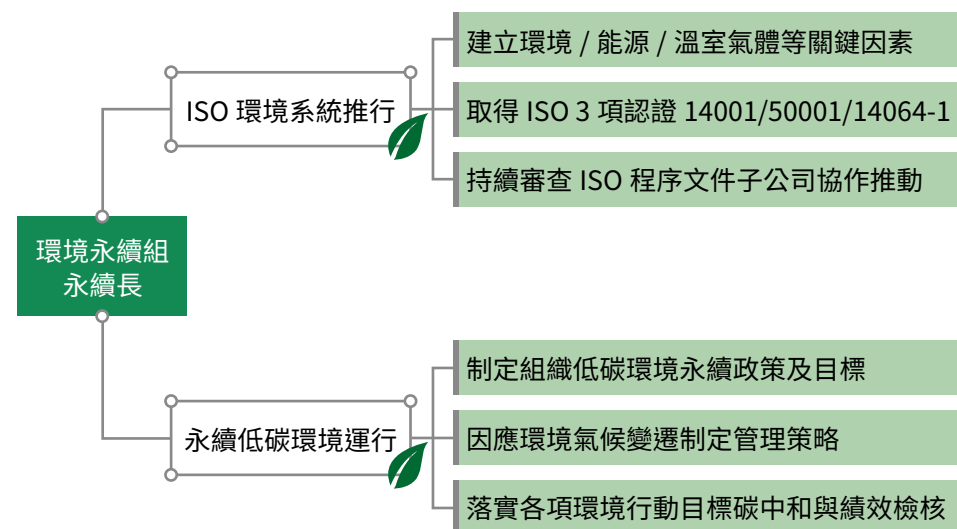 建立環境 / 能源 / 溫室氣體等關鍵因素
ISO 環境系統推行
取得 ISO 3 項認證 14001/50001/14064-1
持續審查 ISO 程序文件子公司協作推動
環境永續組
永續長
制定組織低碳環境永續政策及目標
永續低碳環境運行
因應環境氣候變遷制定管理策略
落實各項環境行動目標碳中和與績效檢核